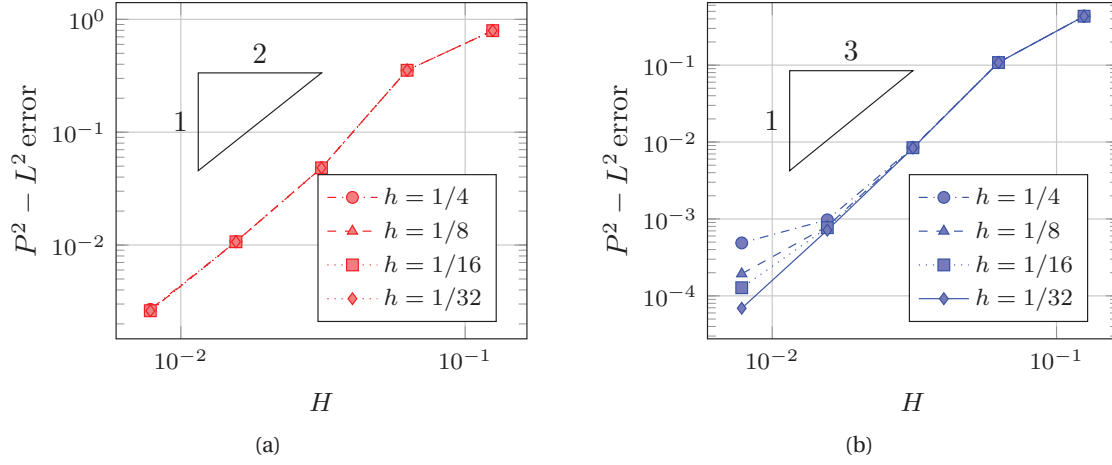 10^0
10^{-1}
10^{-2}
P^2 − L^2 error
2
1
h = 1/4
h = 1/8
h = 1/16
h = 1/32
10^{-2}
10^{-1}
H
(a)
10^{-1}
10^{-2}
10^{-3}
10^{-4}
P^2 − L^2 error
3
1
h = 1/4
h = 1/8
h = 1/16
h = 1/32
10^{-2}
10^{-1}
H
(b)